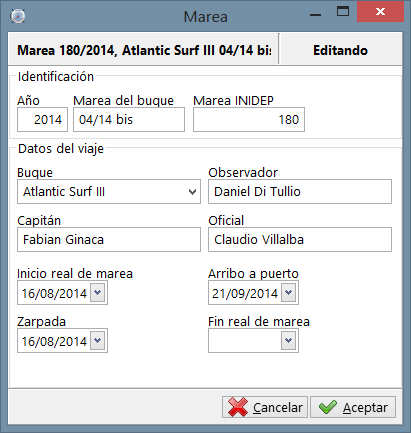 Marea
Marea 180/2014, Atlantic Surf III 04/14 bis
Editando
Identificación
Año Marea del buque Marea INIDEP
2014 04/14 bis 180
Datos del viaje
Buque Observador
Atlantic Surf III Daniel Di Tullio
Capitán Oficial
Fabian Ginaca Claudio Villalba
Inicio real de marea Arribo a puerto
16/08/2014 21/09/2014
Zarpada Fin real de marea
16/08/2014
Cancelar Aceptar